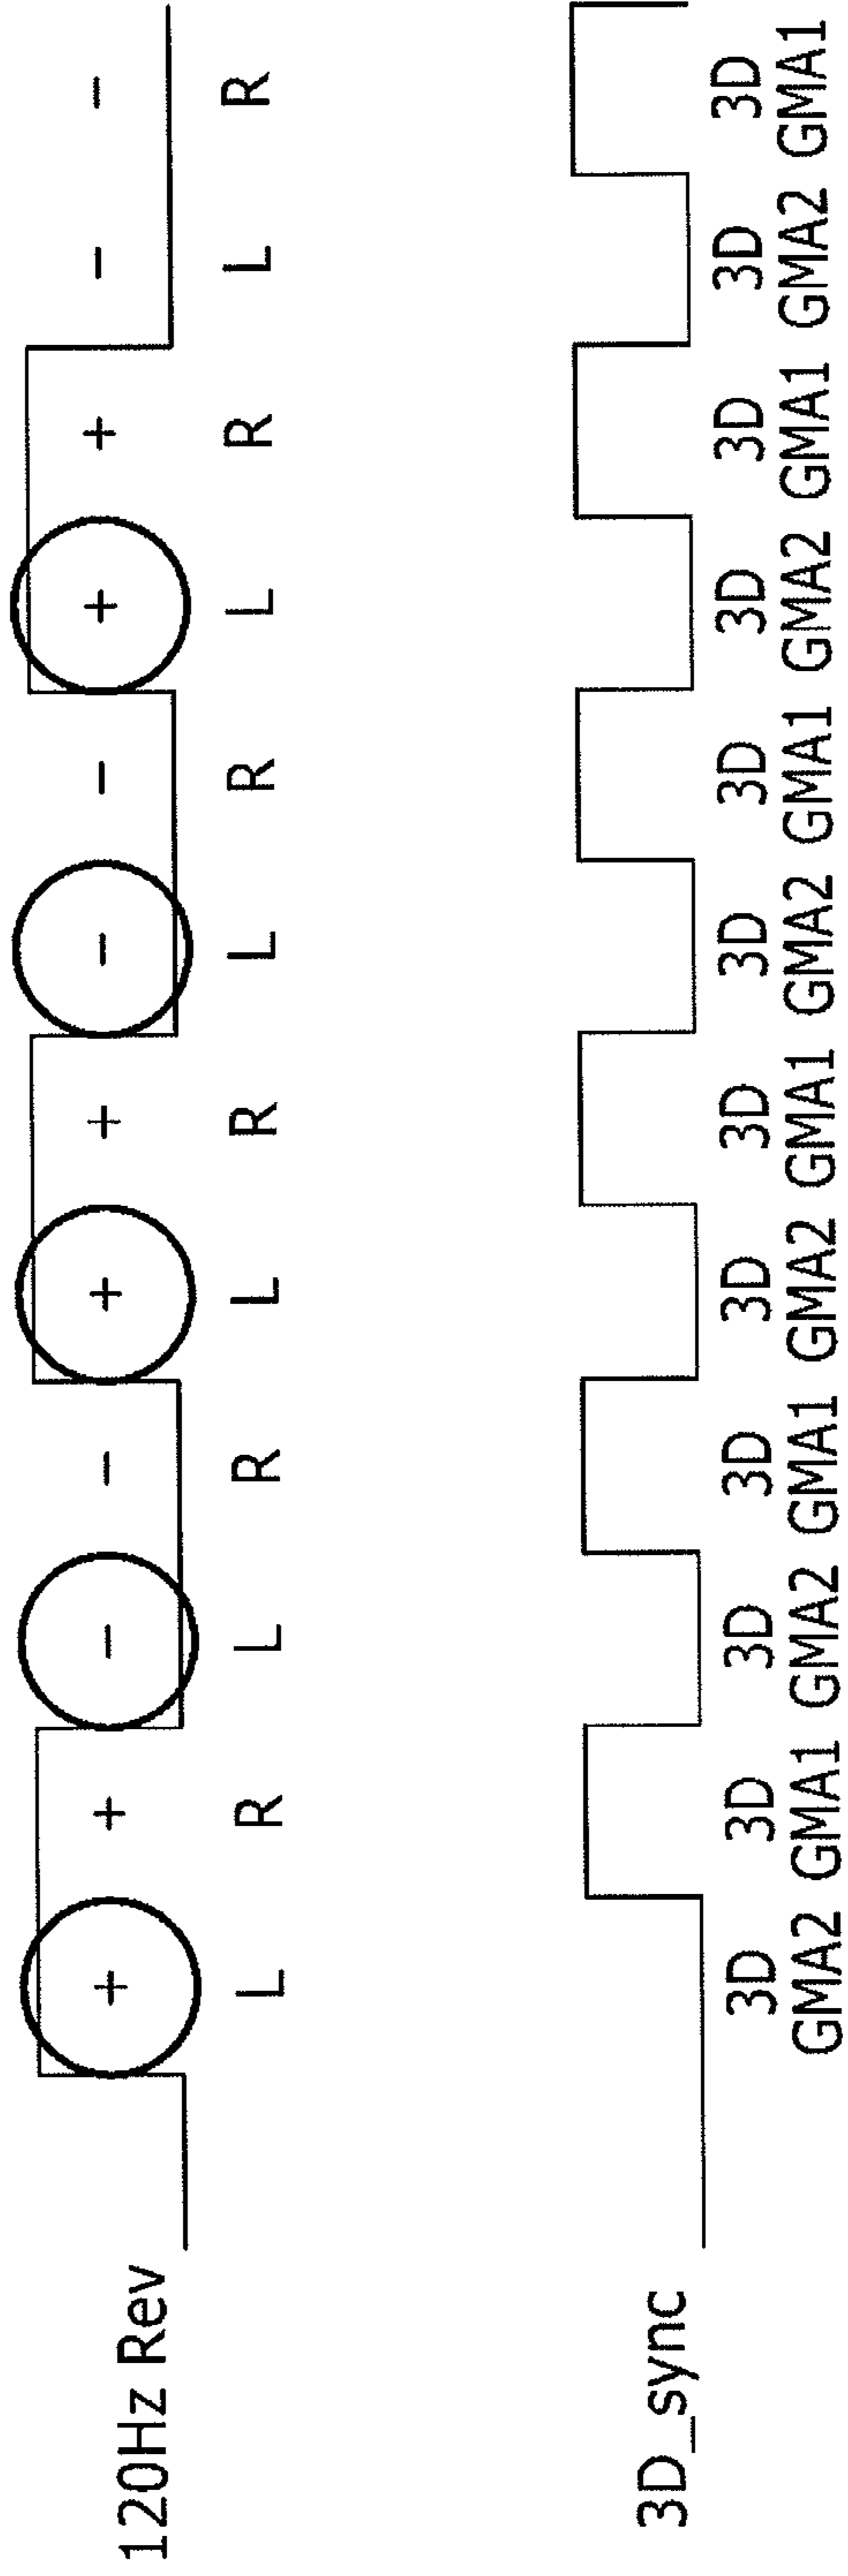 120Hz Rev + + - - + + - - + + - -
L R L R L R L R L R L R
3D_sync
3D 3D 3D 3D 3D 3D 3D 3D 3D 3D 3D 3D
GMA2 GMA1 GMA2 GMA1 GMA2 GMA1 GMA2 GMA1 GMA2 GMA1 GMA2 GMA1